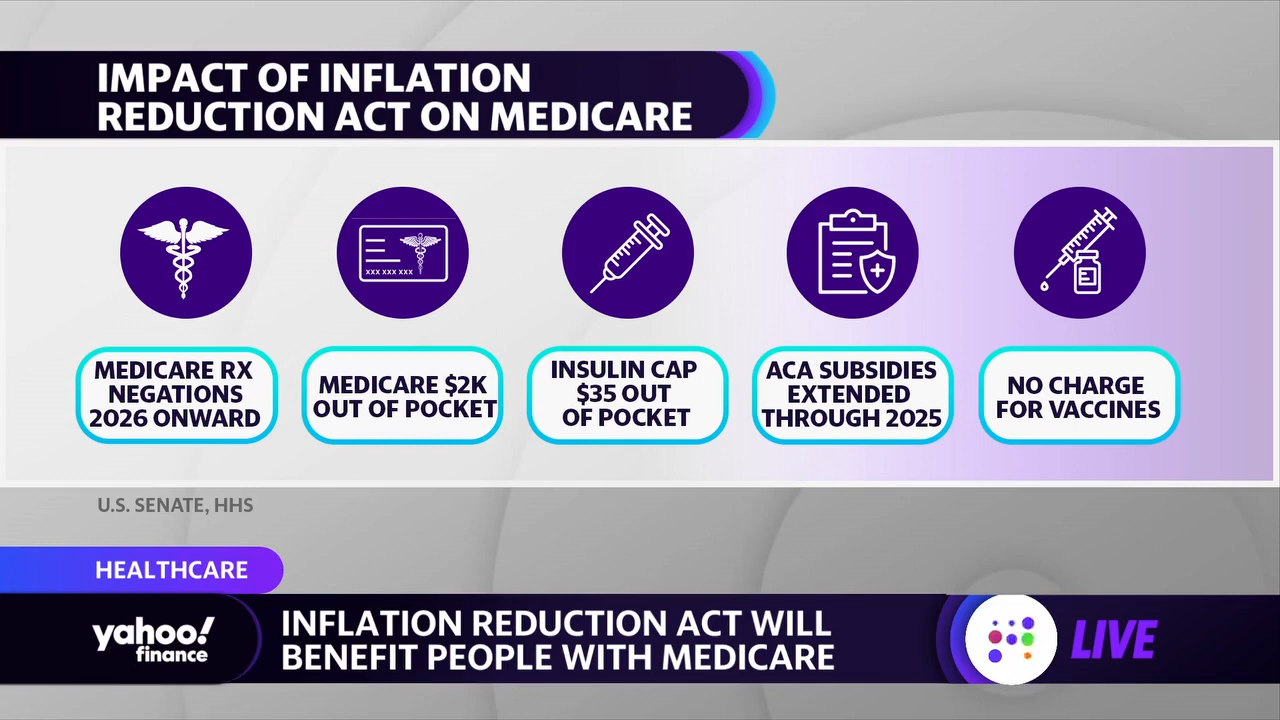 IMPACT OF INFLATION
REDUCTION ACT ON MEDICARE
XXX XXX XXX
MEDICARE RX
NEGATIONS
2026 ONWARD
MEDICARE $2K
OUT OF POCKET
INSULIN CAP
$35 OUT
OF POCKET
ACA SUBSIDIES
EXTENDED
THROUGH 2025
NO CHARGE
FOR VACCINES
U.S. SENATE, HHS
HEALTHCARE
yahoo!
finance
INFLATION REDUCTION ACT WILL
BENEFIT PEOPLE WITH MEDICARE
LIVE